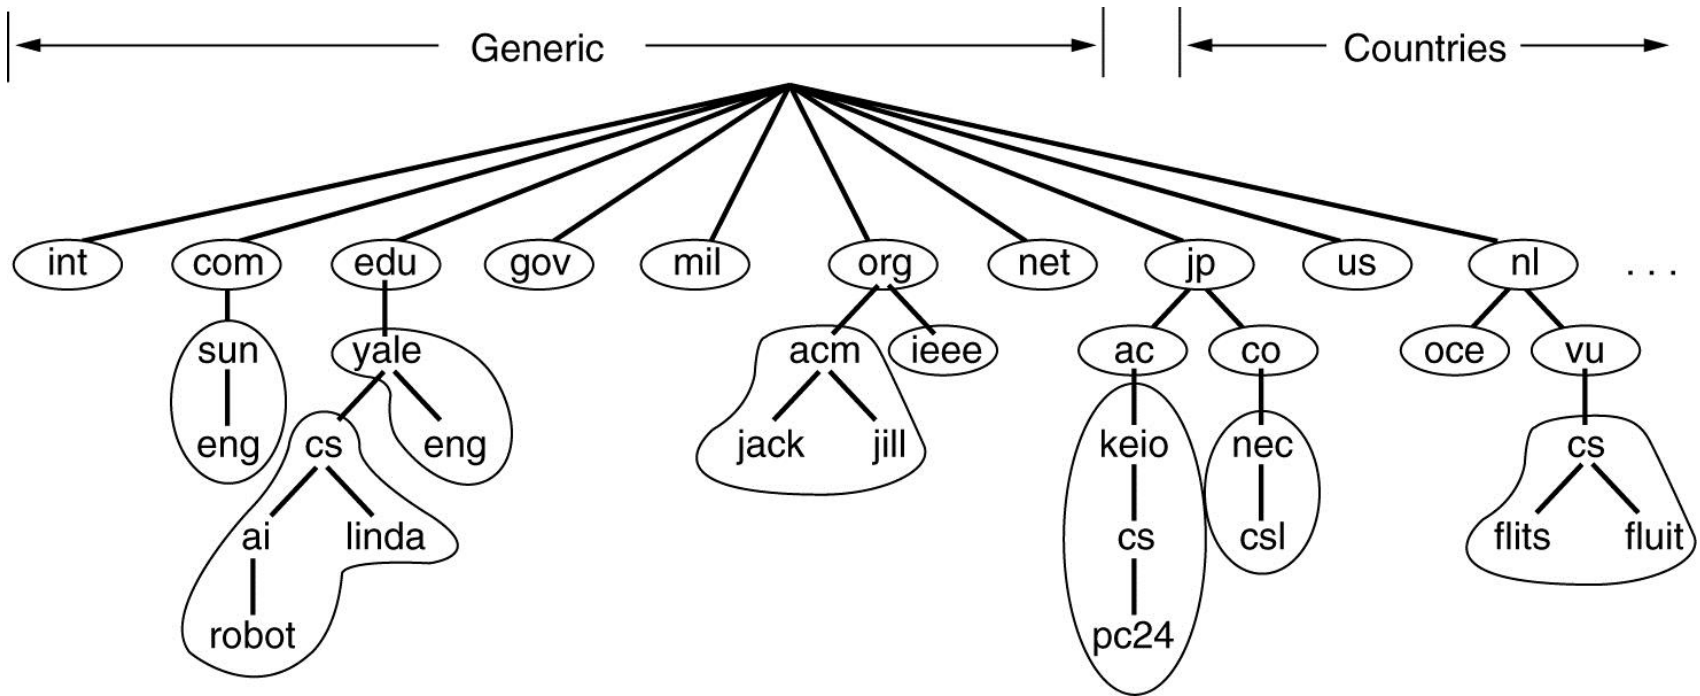 Generic Countries
int com edu gov mil org net jp us nl . . .
sun yale acm ieee ac co oce vu
eng cs eng jack jill keio nec cs
ai linda cs csl flits fluit
robot pc24